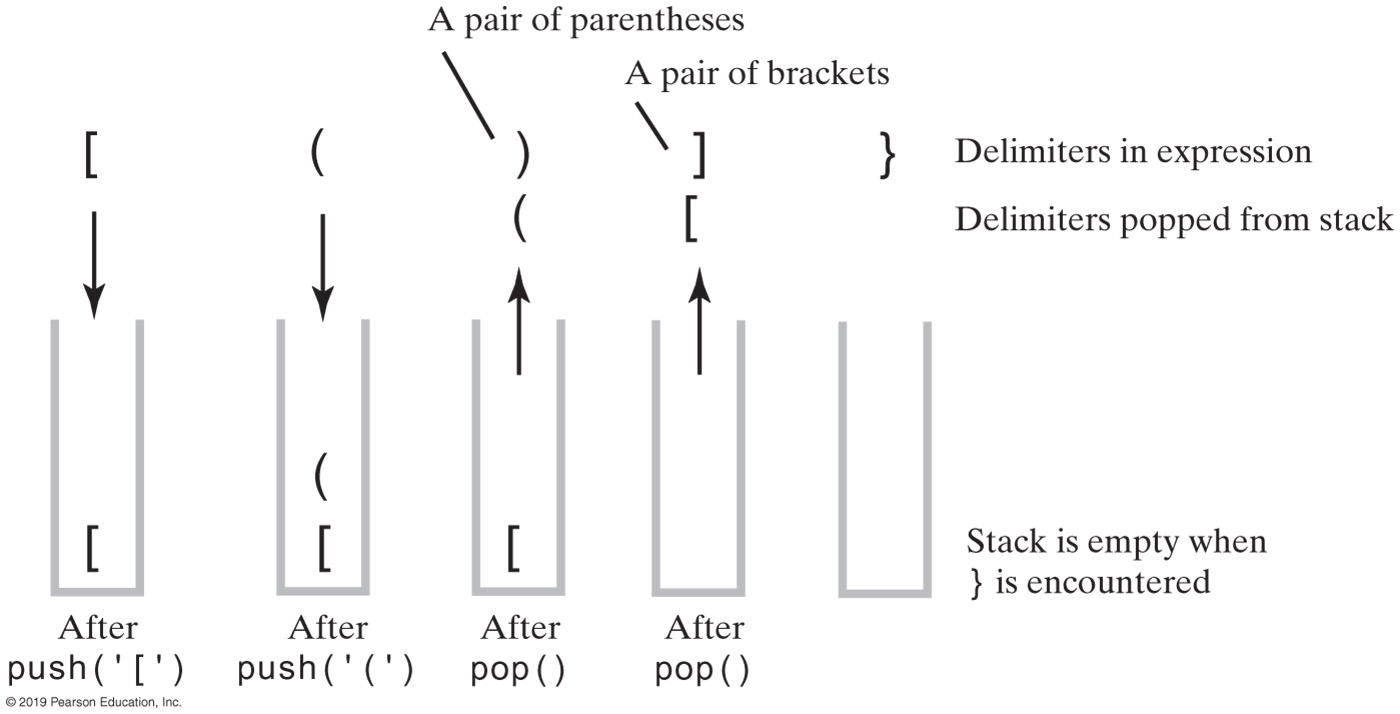 A pair of parentheses
A pair of brackets
[ ( ) ] } Delimiters in expression
( [ Delimiters popped from stack
(
[ [ [ Stack is empty when
} is encountered
After After After After
push('[') push('(') pop() pop()
© 2019 Pearson Education, Inc.